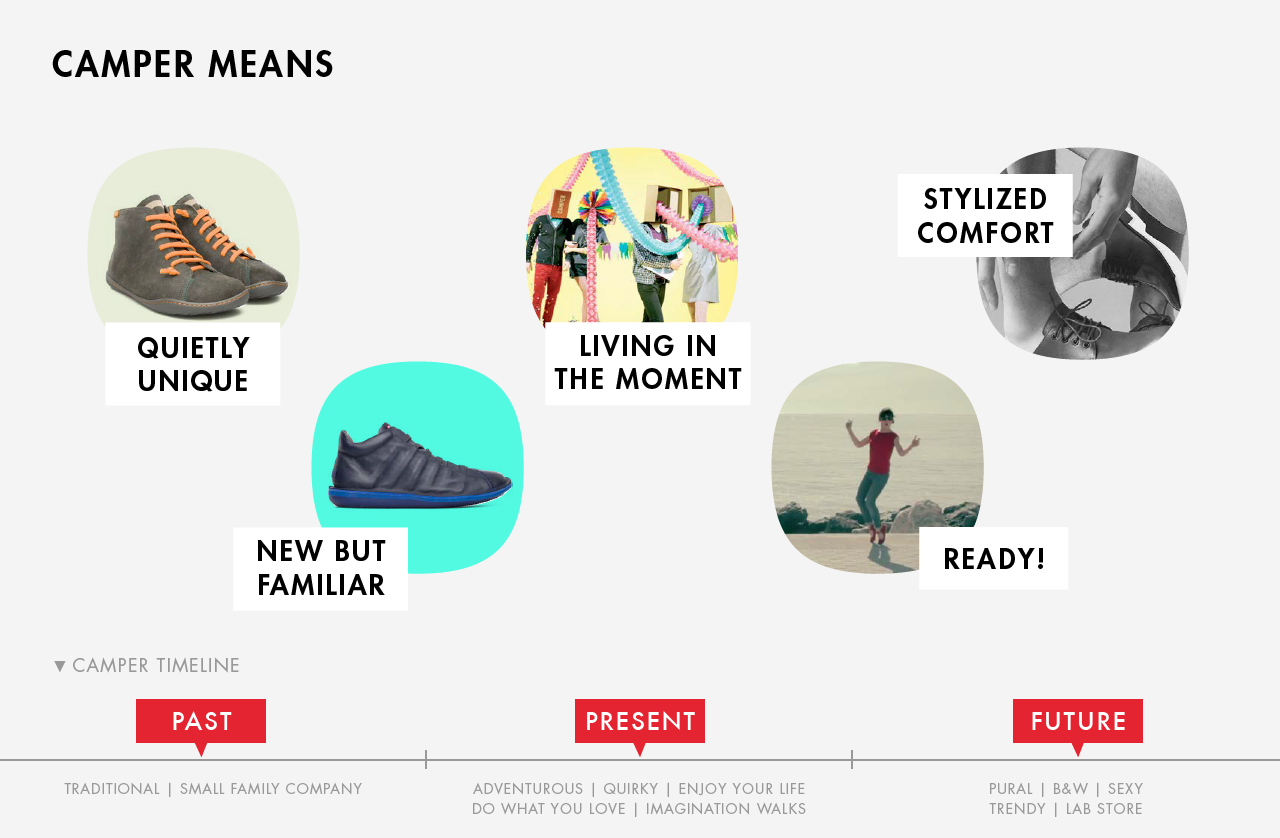 CAMPER MEANS
QUIETLY
UNIQUE
NEW BUT
FAMILIAR
LIVING IN
THE MOMENT
READY!
STYLIZED
COMFORT
▼ CAMPER TIMELINE
PAST
PRESENT
FUTURE
TRADITIONAL | SMALL FAMILY COMPANY
ADVENTUROUS | QUIRKY | ENJOY YOUR LIFE
DO WHAT YOU LOVE | IMAGINATION WALKS
PURAL | B&W | SEXY
TRENDY | LAB STORE